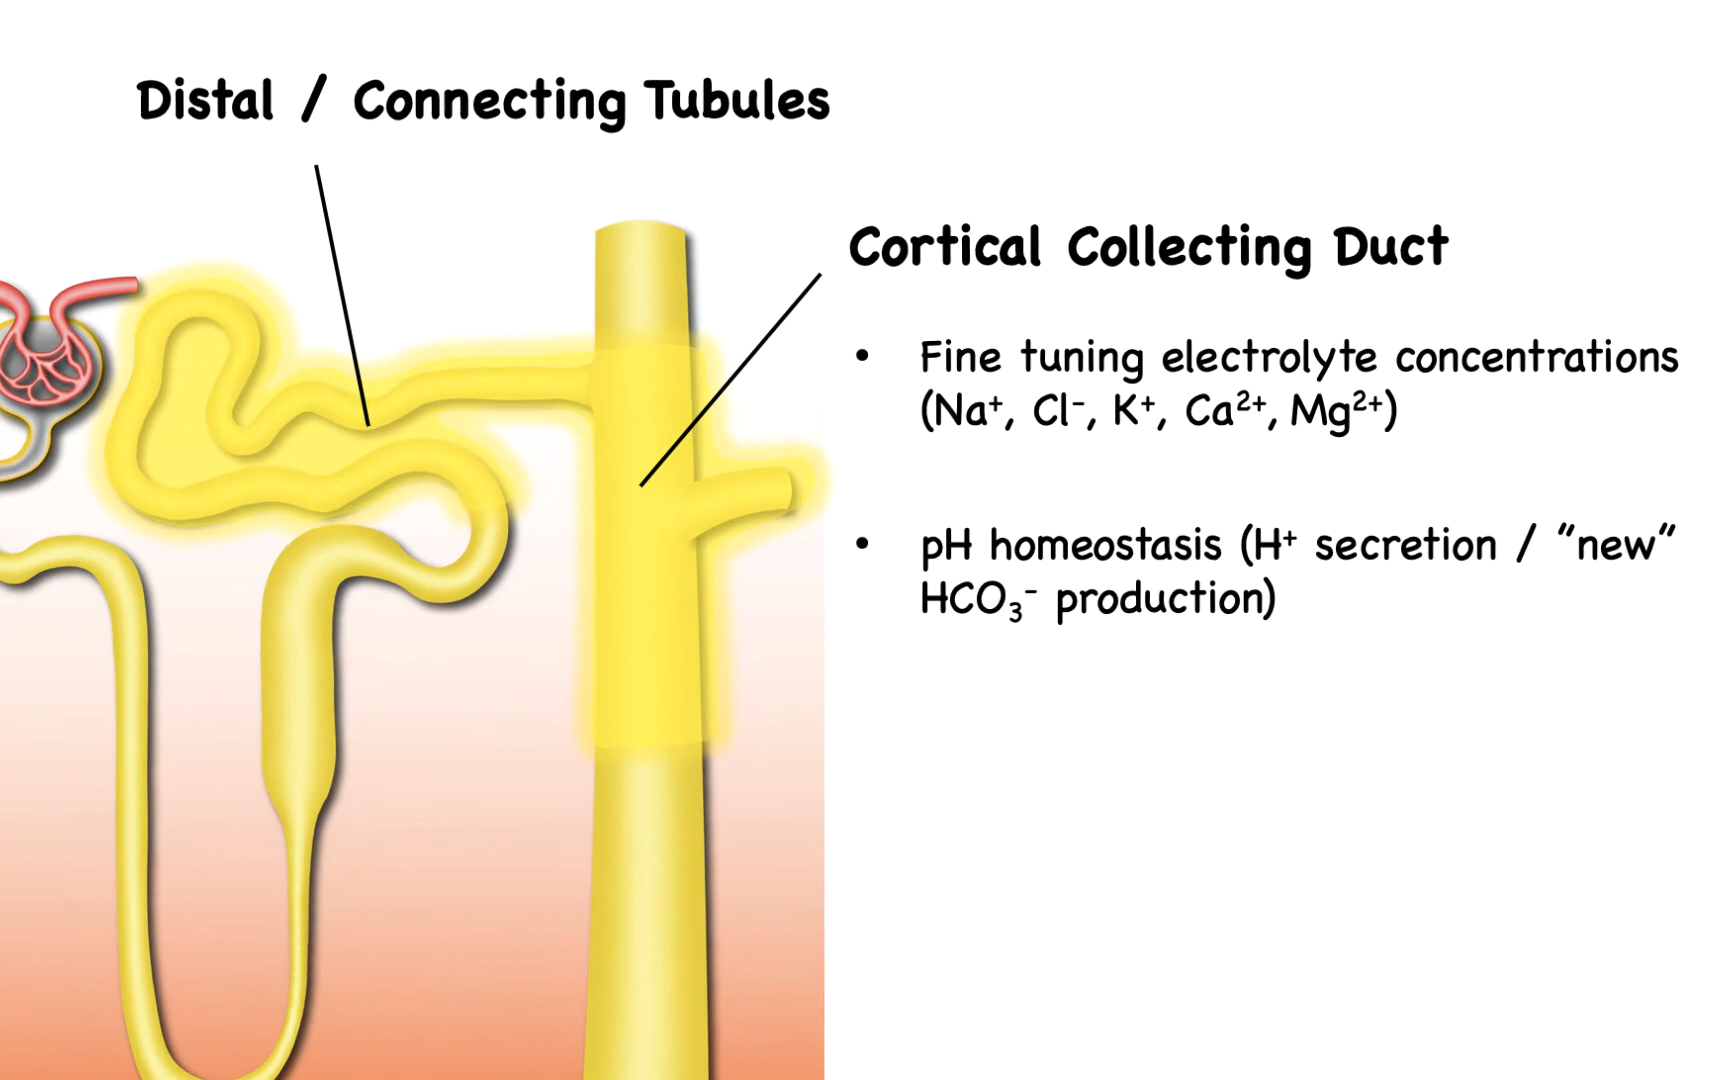 Distal / Connecting Tubules
Cortical Collecting Duct
• Fine tuning electrolyte concentrations
(Na⁺, Cl⁻, K⁺, Ca²⁺, Mg²⁺)
• pH homeostasis (H⁺ secretion / "new"
HCO₃⁻ production)